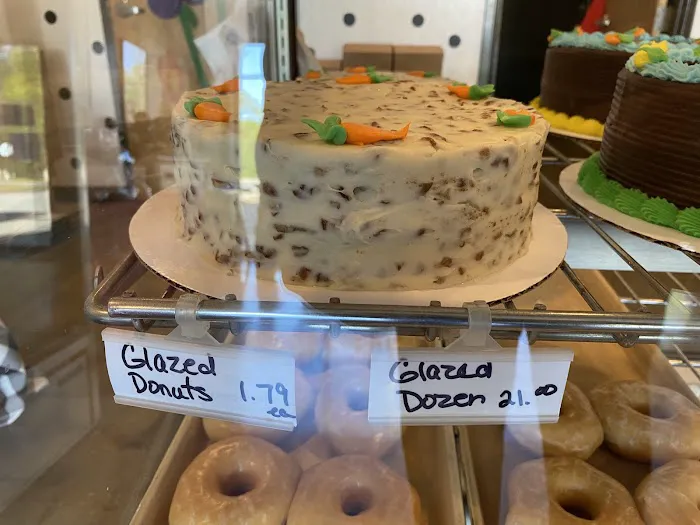 Glazed
Donuts 1.79
ea
Glazed
Dozen 21.00